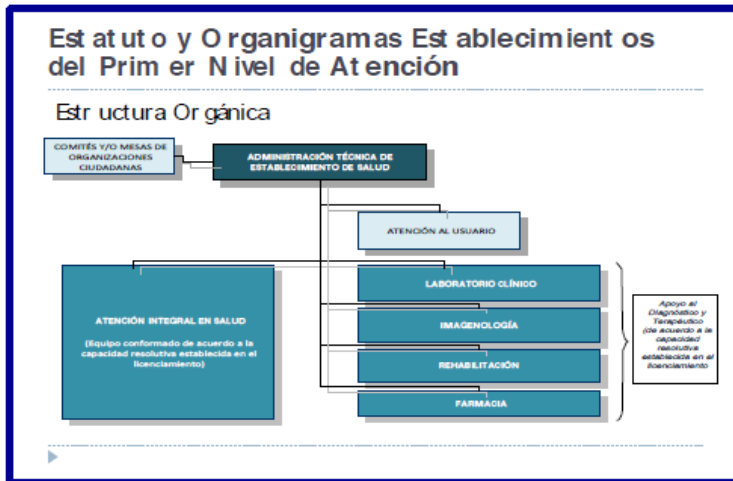 Estatuto y Organigramas Establecimientos
del Primer Nivel de Atención
Estructura Orgánica
COMITÉS Y/O MESAS DE
ORGANIZACIONES
CIUDADANAS
ADMINISTRACIÓN TÉCNICA DE
ESTABLECIMIENTO DE SALUD
ATENCIÓN AL USUARIO
ATENCIÓN INTEGRAL EN SALUD
(Equipo conformado de acuerdo a la
capacidad resolutiva establecida en el
licenciamiento)
LABORATORIO CLÍNICO
IMAGENOLOGÍA
REHABILITACIÓN
FARMACIA
Apoyo al
Diagnóstico y
Terapéutico
(de acuerdo a la
capacidad
resolutiva
establecida en el
licenciamiento